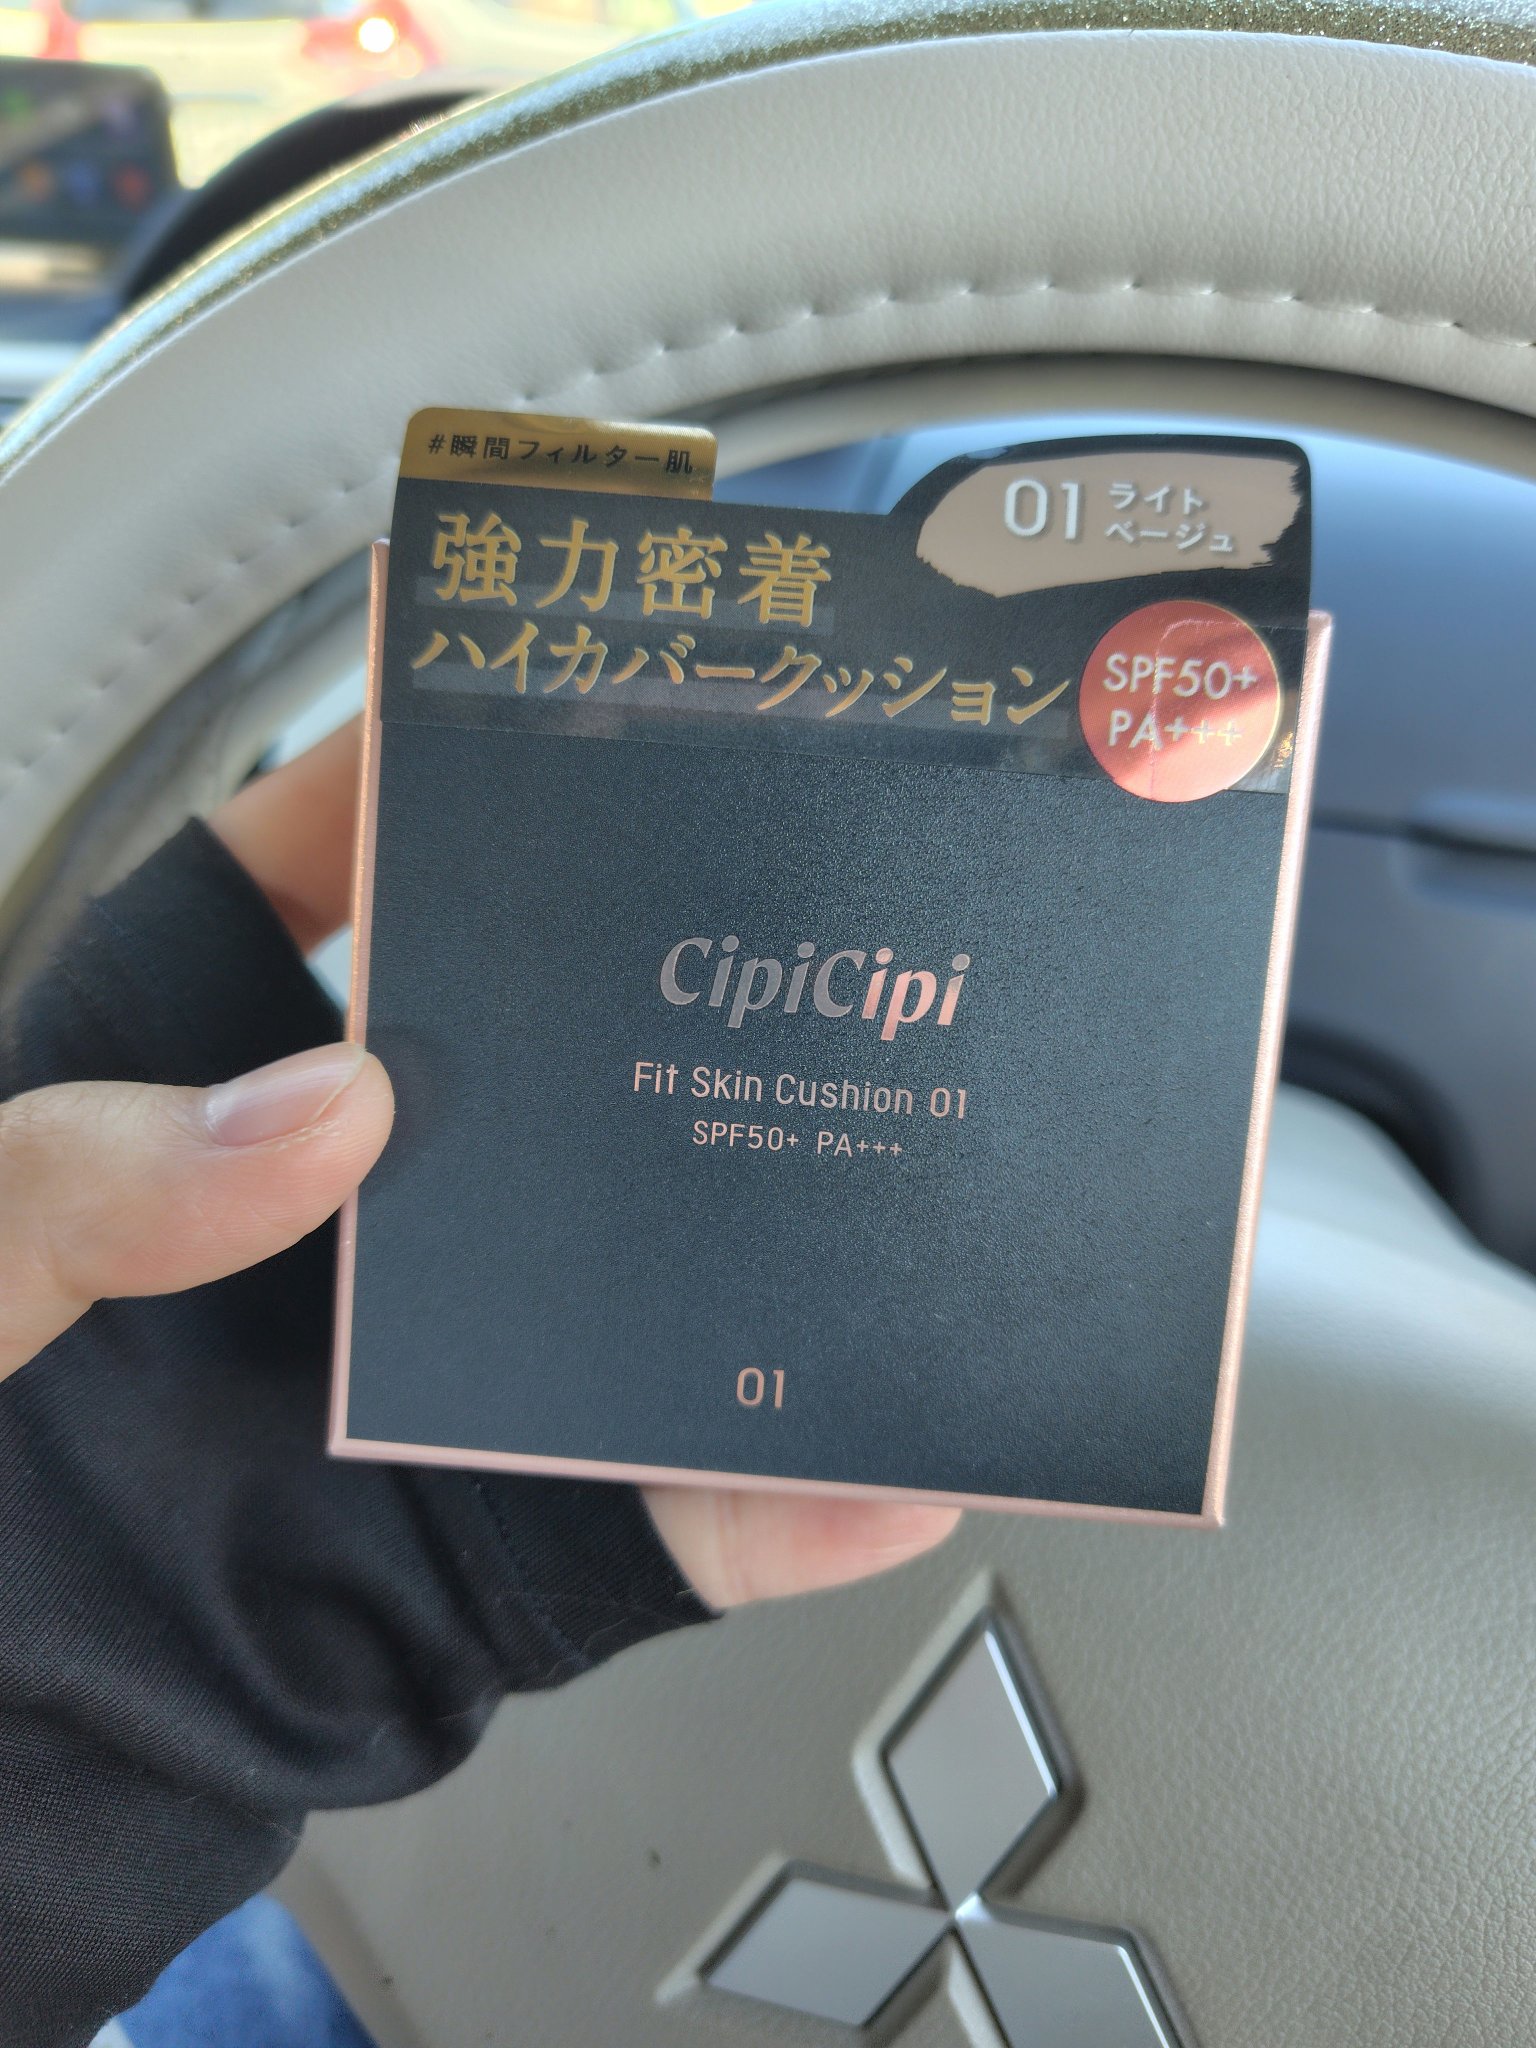 #瞬間フィルター肌
01 ライト
ベージュ
強力密着
ハイカバークッション
SPF50+
PA+++
CipiCipi
Fit Skin Cushion 01
SPF50+ PA+++
01